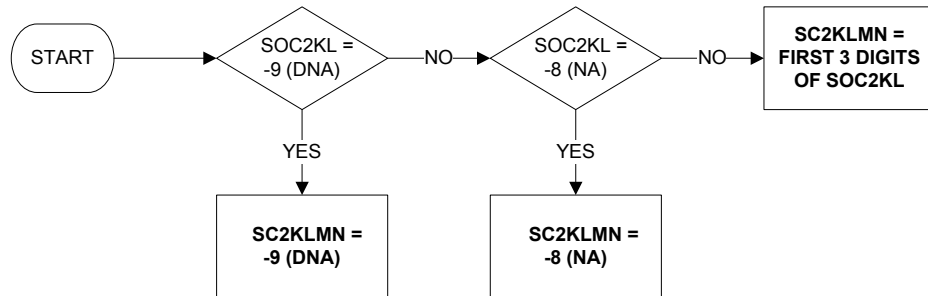 START
SOC2KL =
-9 (DNA)
NO
SOC2KL =
-8 (NA)
NO
SC2KLMN =
FIRST 3 DIGITS
OF SOC2KL
YES
YES
SC2KLMN =
-9 (DNA)
SC2KLMN =
-8 (NA)